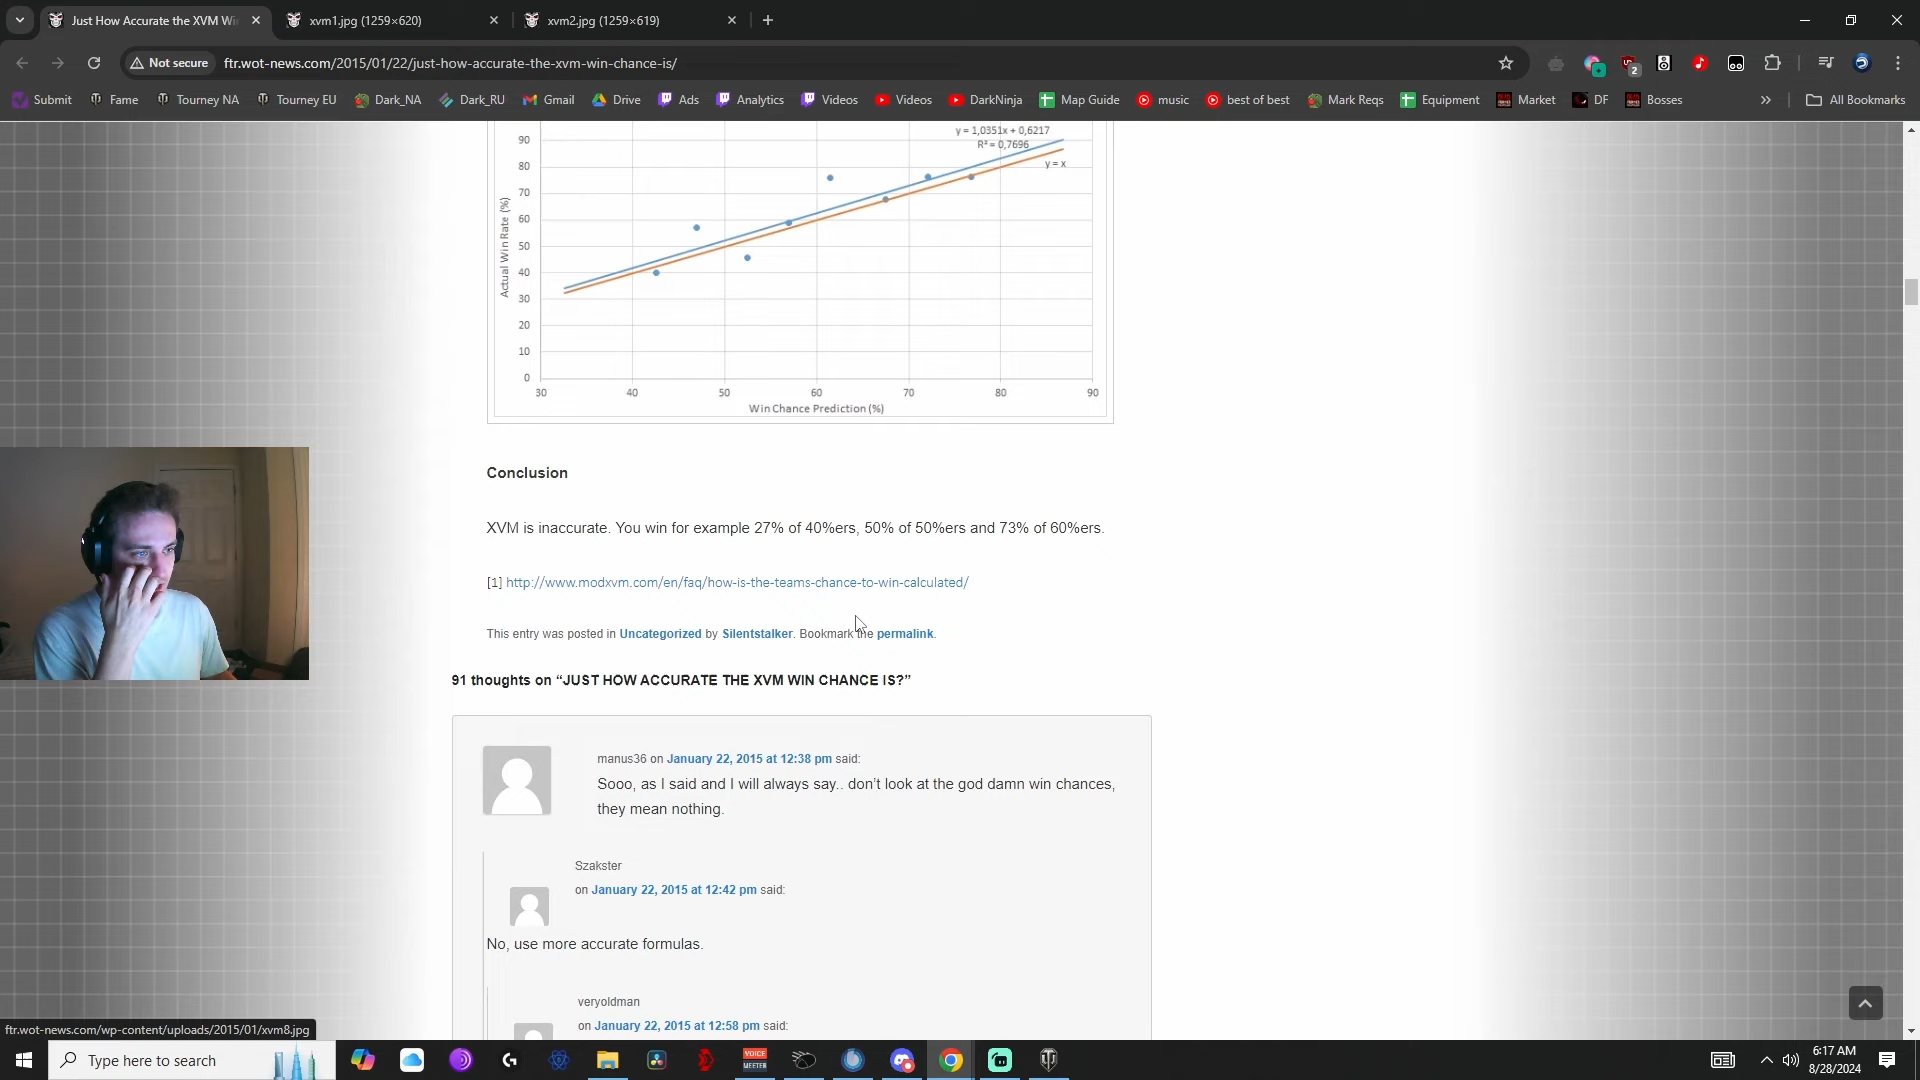 Just How Accurate the XVM Wi
xvm1.jpg (1259×620)
xvm2.jpg (1259×619)
Not secure
ftr.wot-news.com/2015/01/22/just-how-accurate-the-xvm-win-chance-is/
2
Submit
Fame
Tourney NA
Tourney EU
Dark_NA
Dark_RU
Gmail
Drive
Ads
Analytics
Videos
Videos
DarkNinja
Map Guide
music
best of best
Mark Reqs
Equipment
Market
DF
Bosses
All Bookmarks
y = 1,0351x + 0,6217
R² = 0,7696
y = x
90
80
70
60
50
40
30
20
10
0
Actual Win Rate (%)
30
40
50
60
70
80
90
Win Chance Prediction (%)
Conclusion
XVM is inaccurate. You win for example 27% of 40%ers, 50% of 50%ers and 73% of 60%ers.
[1] http://www.modxvm.com/en/faq/how-is-the-teams-chance-to-win-calculated/
This entry was posted in Uncategorized by Silentstalker. Bookmark the permalink.
91 thoughts on “JUST HOW ACCURATE THE XVM WIN CHANCE IS?”
manus36 on January 22, 2015 at 12:38 pm said:
Sooo, as I said and I will always say.. don’t look at the god damn win chances,
they mean nothing.
Szakster
on January 22, 2015 at 12:42 pm said:
No, use more accurate formulas.
veryoldman
on January 22, 2015 at 12:58 pm said:
ftr.wot-news.com/wp-content/uploads/2015/01/xvm8.jpg
Type here to search
VOICE
MEETER
6:17 AM
8/28/2024